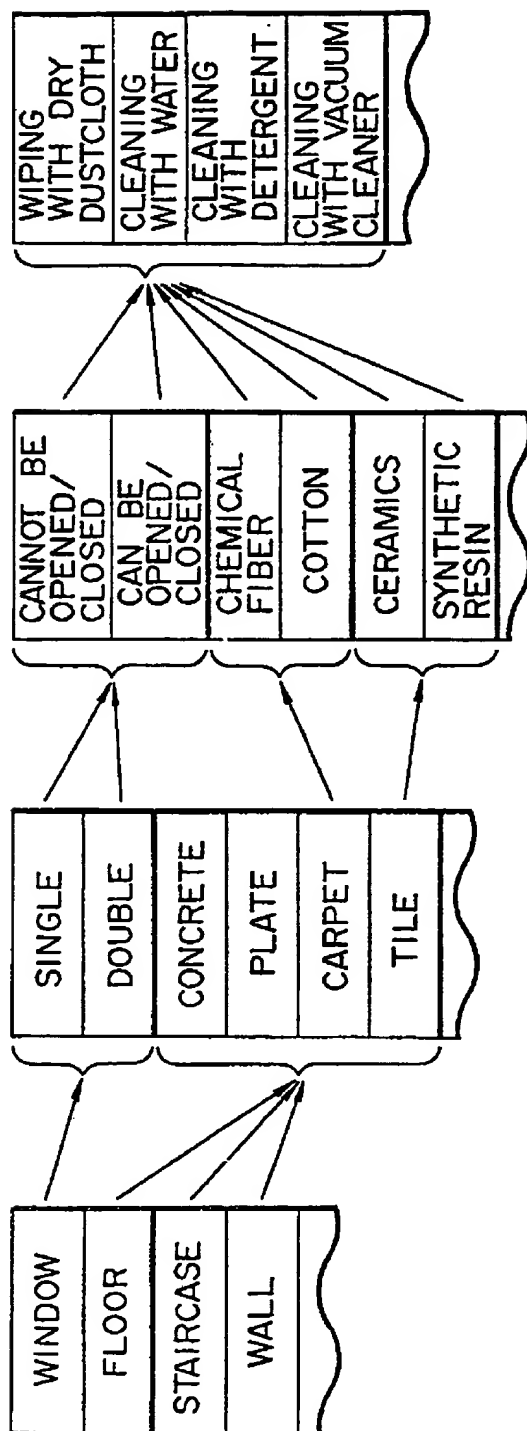 WINDOW
FLOOR
STAIRCASE
WALL
SINGLE
DOUBLE
CONCRETE
PLATE
CARPET
TILE
CANNOT BE
OPENED/
CLOSED
CAN BE
OPENED/
CLOSED
CHEMICAL
FIBER
COTTON
CERAMICS
SYNTHETIC
RESIN
WIPING
WITH DRY
DUSTCLOTH
CLEANING
WITH WATER
CLEANING
WITH
DETERGENT
CLEANING
WITH VACUUM
CLEANER